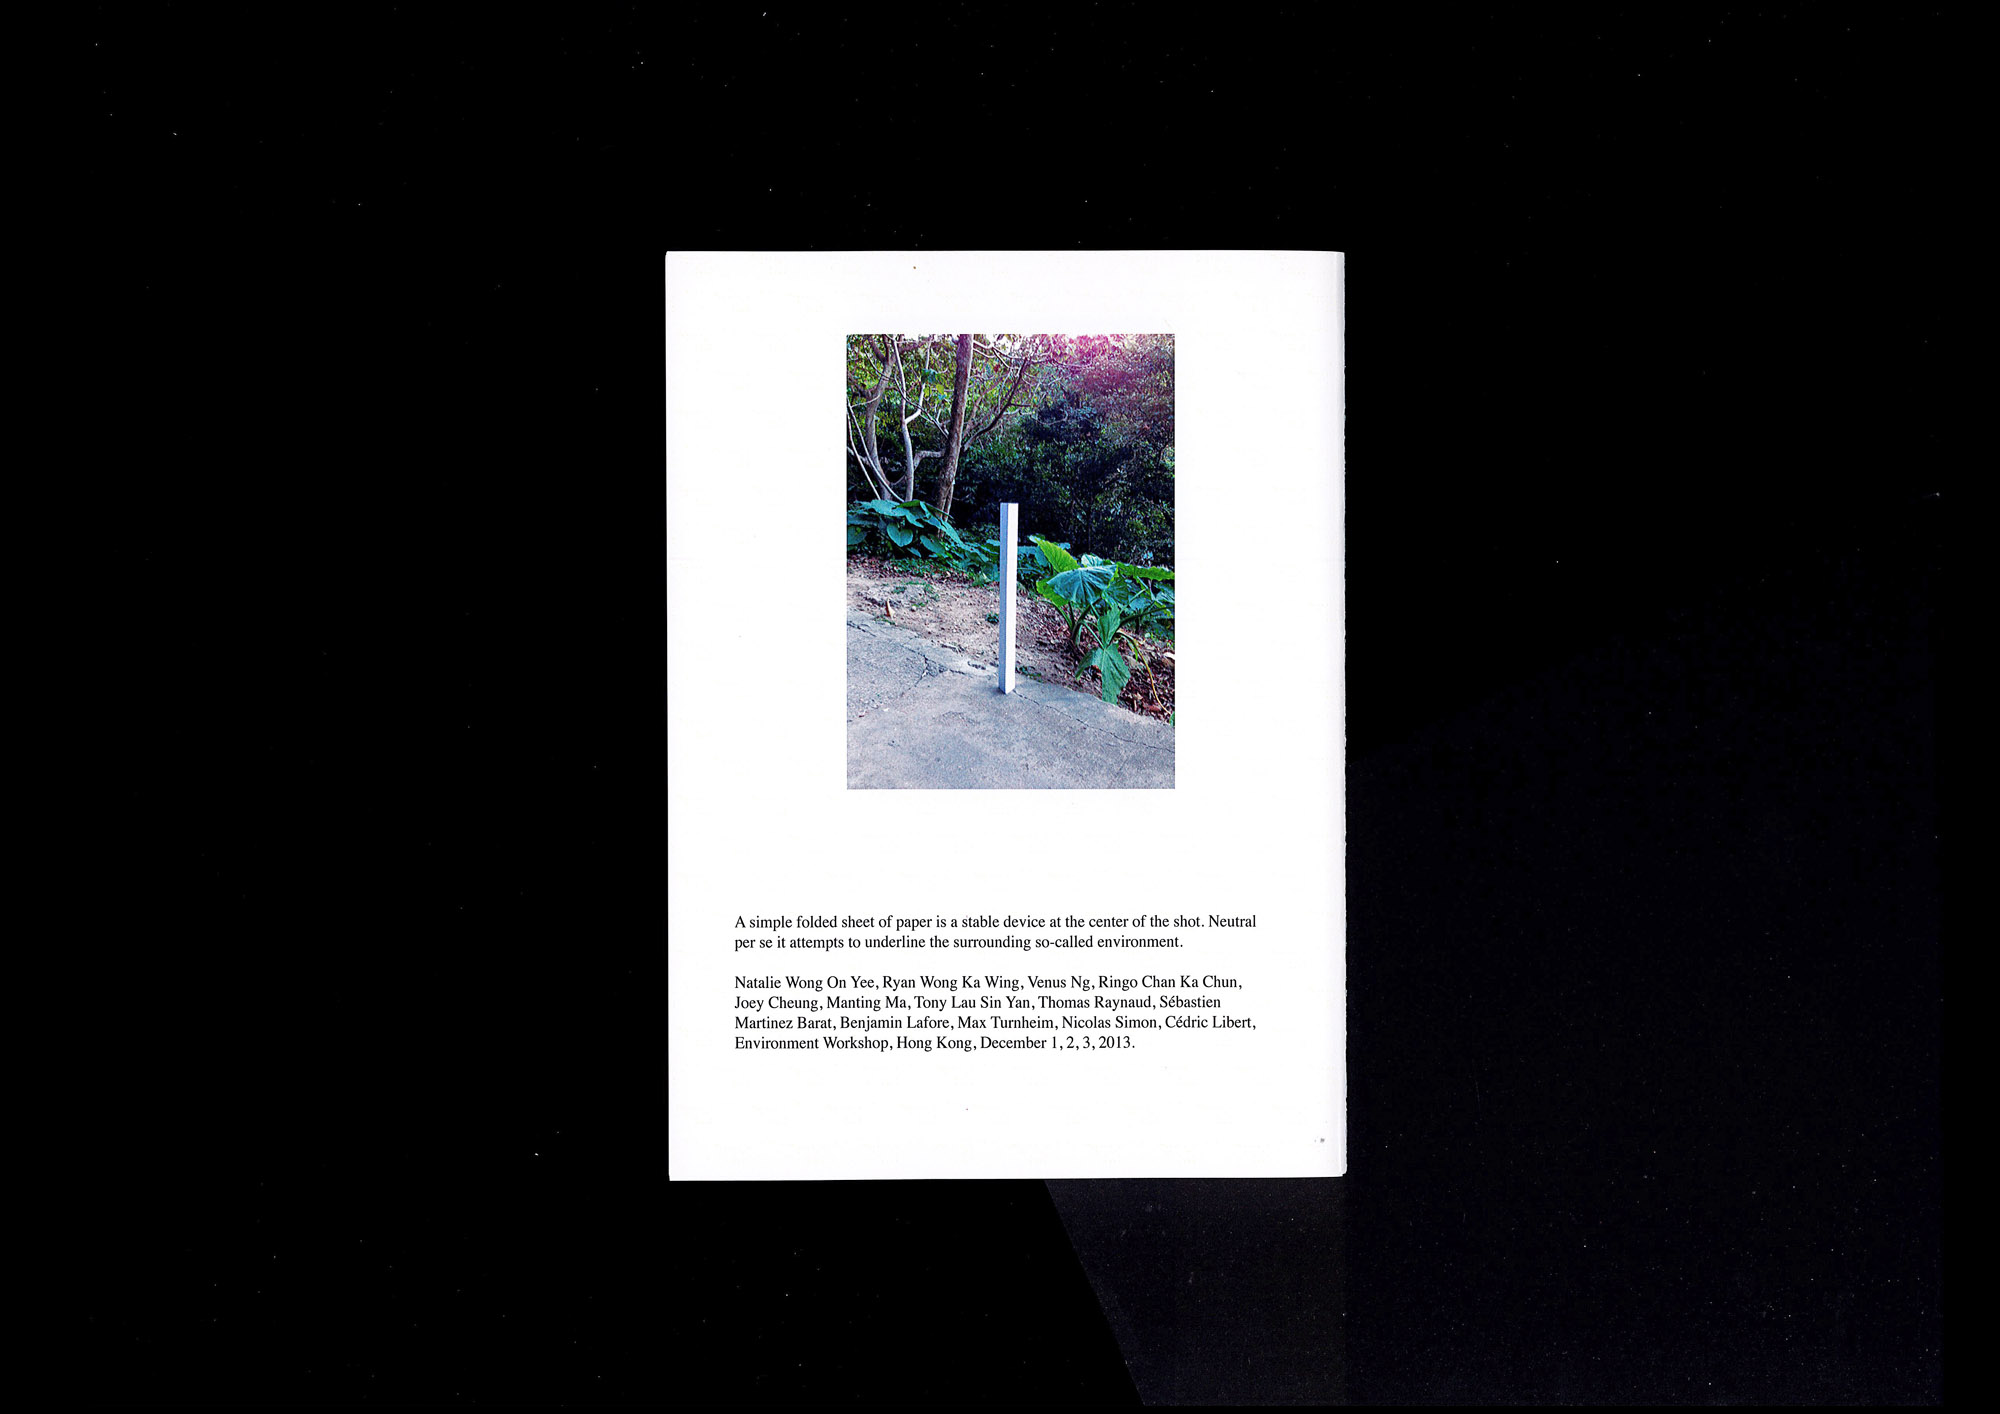 A simple folded sheet of paper is a stable device at the center of the shot. Neutral
per se it attempts to underline the surrounding so-called environment.
Natalie Wong On Yee, Ryan Wong Ka Wing, Venus Ng, Ringo Chan Ka Chun,
Joey Cheung, Manting Ma, Tony Lau Sin Yan, Thomas Raynaud, Sébastien
Martinez Barat, Benjamin Lafore, Max Turnheim, Nicolas Simon, Cédric Libert,
Environment Workshop, Hong Kong, December 1, 2, 3, 2013.